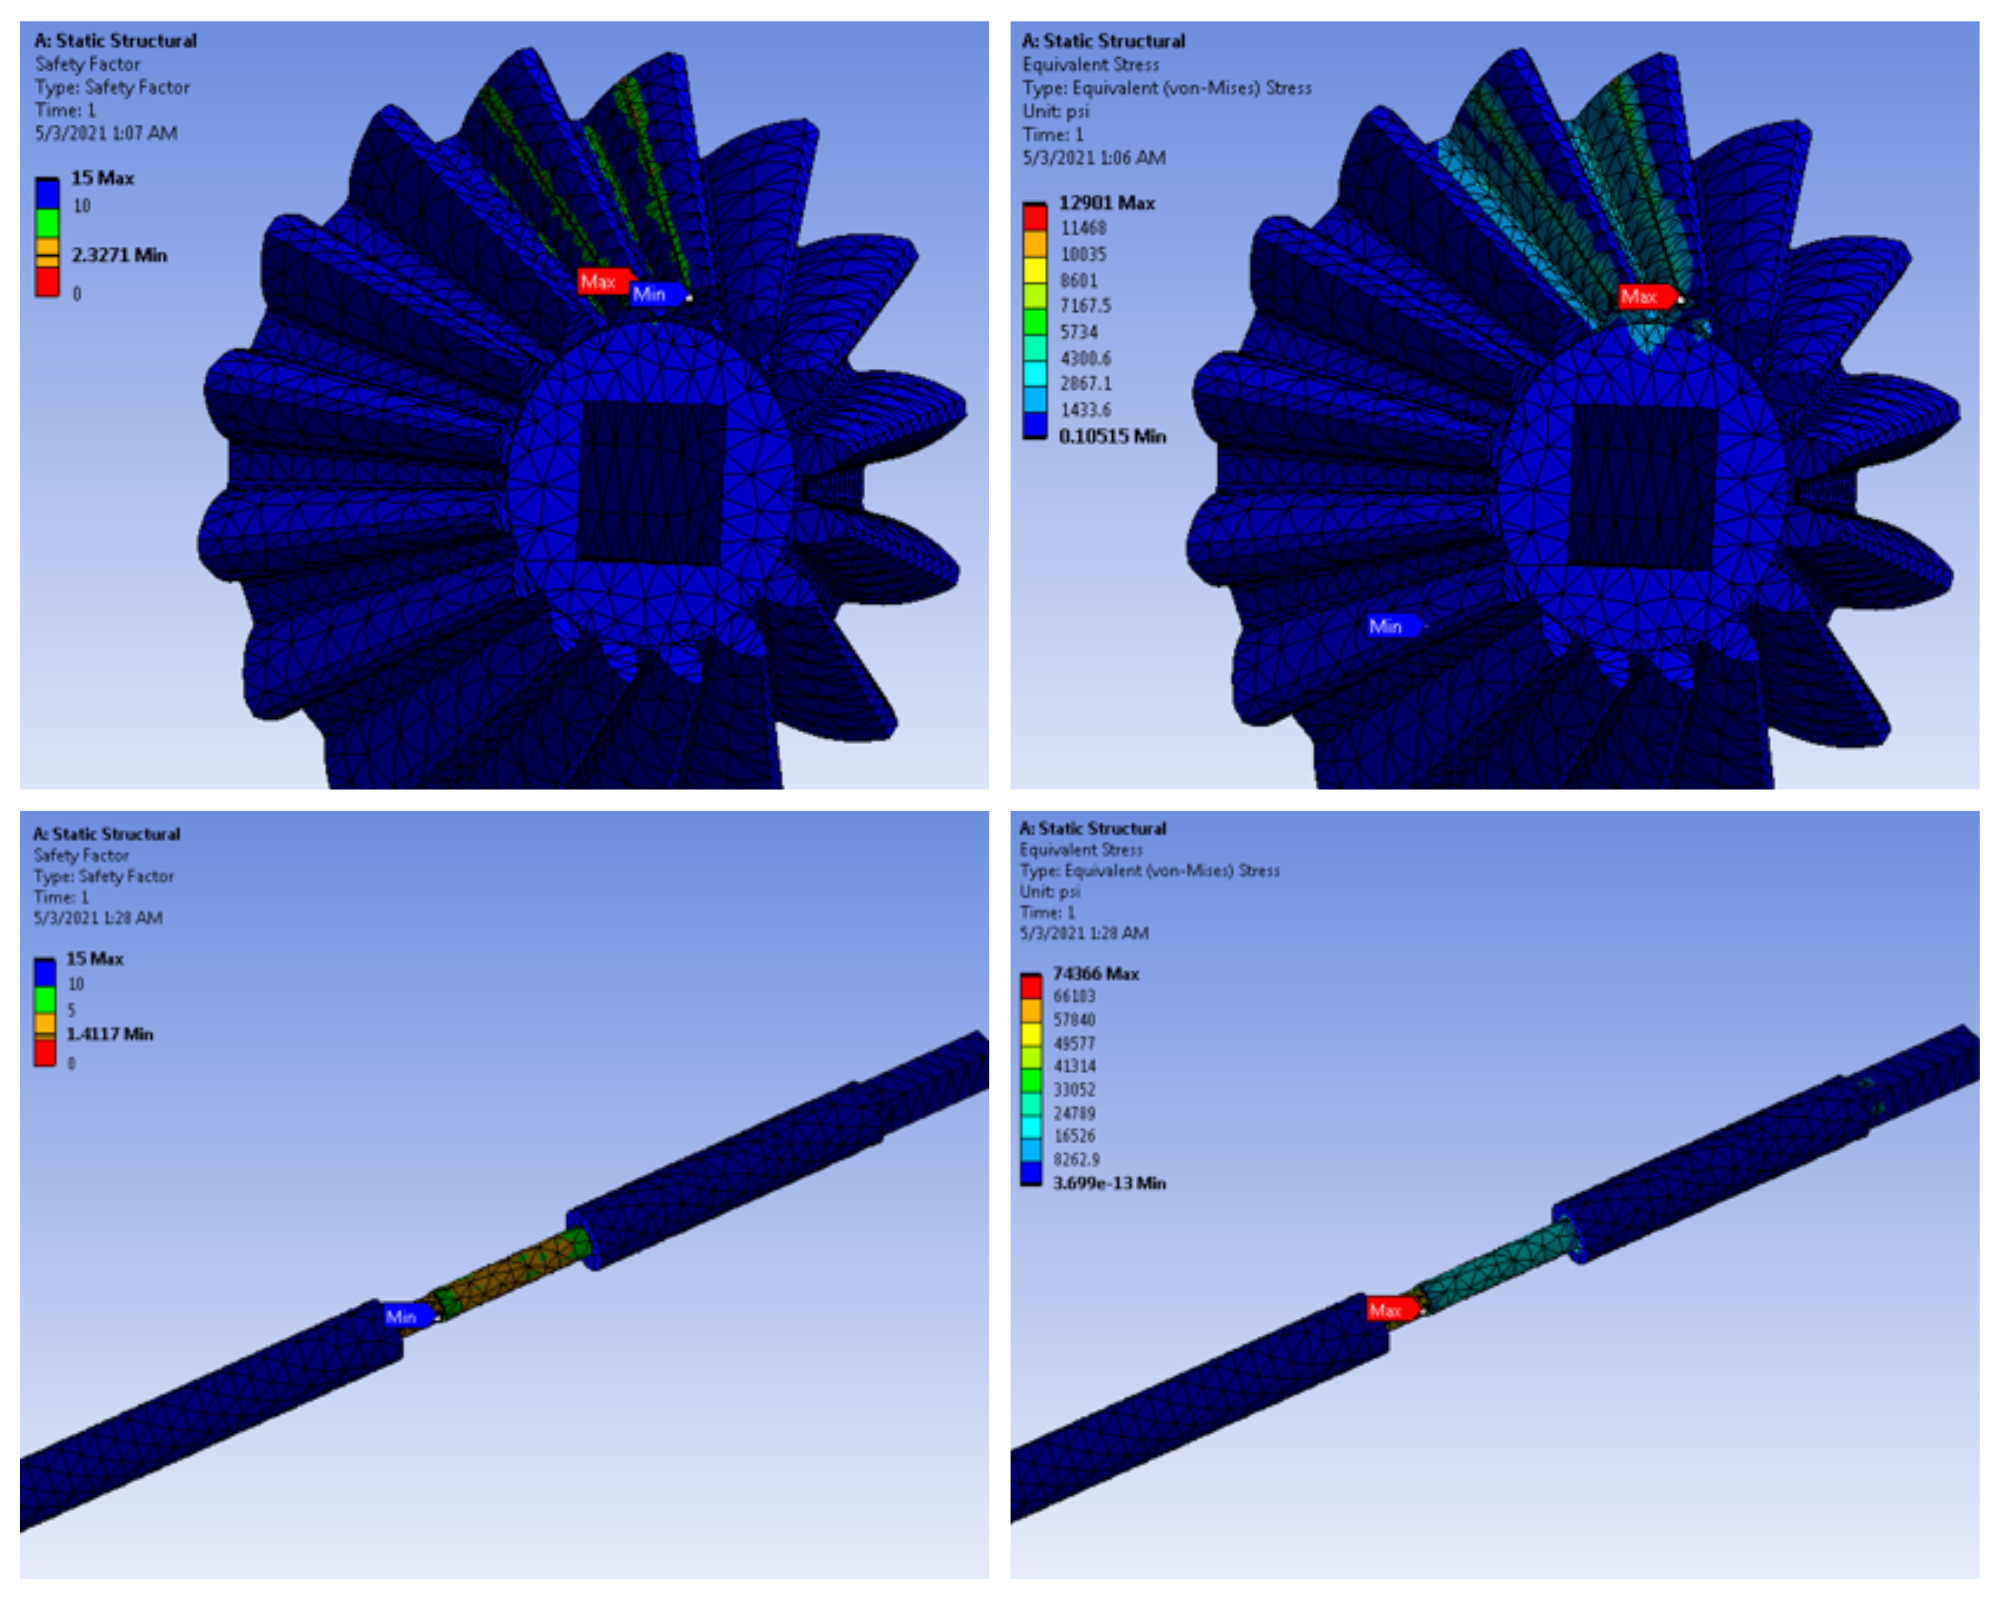 A: Static Structural
Safety Factor
Type: Safety Factor
Time: 1
5/3/2021 1:07 AM
15 Max
10
2.3271 Min
0
Max
Min
A: Static Structural
Equivalent Stress
Type: Equivalent (von-Mises) Stress
Unit: psi
Time: 1
5/3/2021 1:06 AM
12901 Max
11468
10035
8601
7167.5
5734
4300.6
2867.1
1433.6
0.10515 Min
Max
Min
A: Static Structural
Safety Factor
Type: Safety Factor
Time: 1
5/3/2021 1:28 AM
15 Max
10
5
1.4117 Min
0
Min
A: Static Structural
Equivalent Stress
Type: Equivalent (von-Mises) Stress
Unit: psi
Time: 1
5/3/2021 1:28 AM
74366 Max
66103
57840
49577
41314
33052
24789
16526
8262.9
3.699e-13 Min
Max